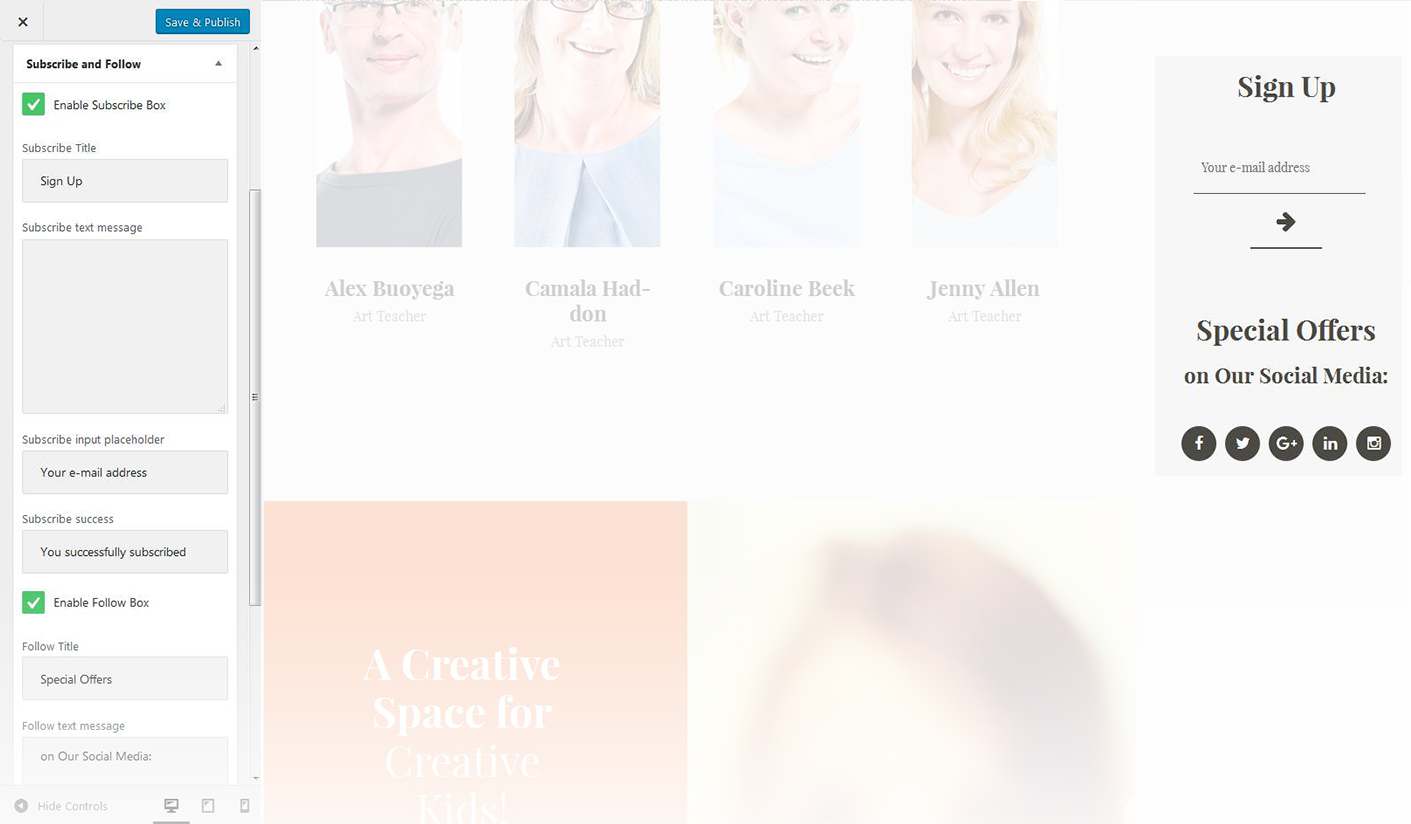 Save & Publish
Subscribe and Follow
Enable Subscribe Box
Subscribe Title
Sign Up
Subscribe text message
Subscribe input placeholder
Your e-mail address
Subscribe success
You successfully subscribed
Enable Follow Box
Follow Title
Special Offers
Follow text message
on Our Social Media:
Hide Controls
Alex Buoyega
Art Teacher
Camala Had-
don
Art Teacher
Caroline Beek
Art Teacher
Jenny Allen
Art Teacher
A Creative
Space for
Creative
Kids!
Sign Up
Your e-mail address
Special Offers
on Our Social Media:
f
G+
in